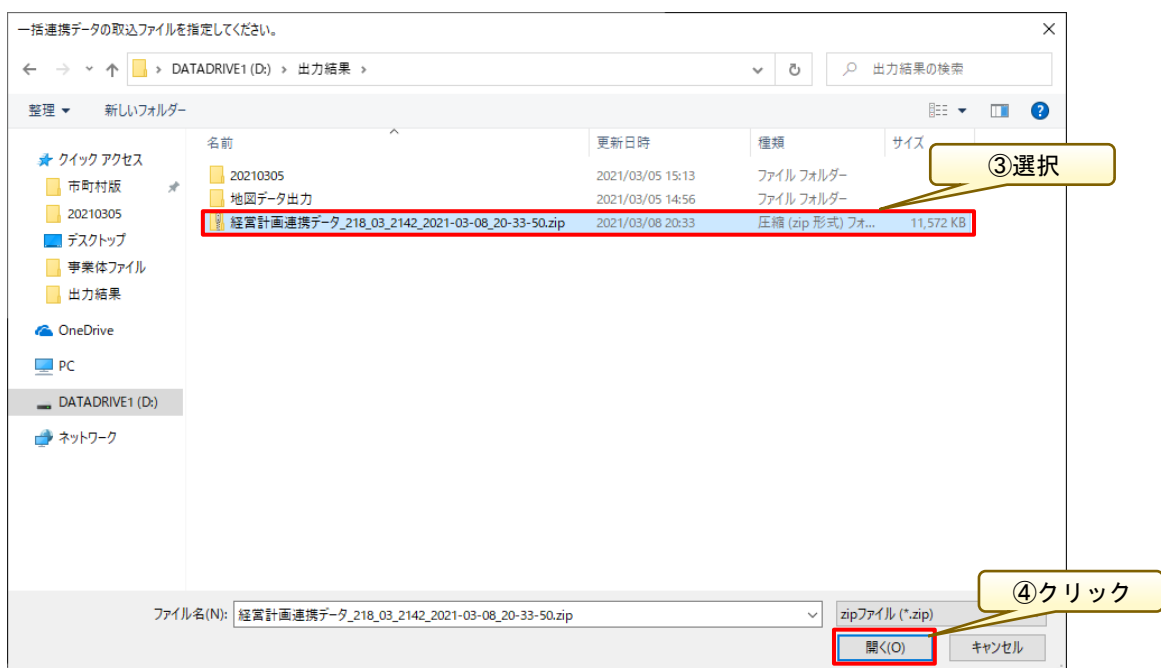 一括連携データの取込ファイルを指定してください。
DATADRIVE1 (D:) › 出力結果 ›
出力結果の検索
整理
新しいフォルダー
名前 更新日時 種類 サイズ
③選択
クイック アクセス
市町村版
20210305
デスクトップ
事業体ファイル
出力結果
OneDrive
PC
DATADRIVE1 (D:)
ネットワーク
20210305 2021/03/05 15:13 ファイル フォルダー
地図データ出力 2021/03/05 14:56 ファイル フォルダー
経営計画連携データ_218_03_2142_2021-03-08_20-33-50.zip 2021/03/08 20:33 圧縮 (zip 形式) フォ... 11,572 KB
④クリック
ファイル名(N): 経営計画連携データ_218_03_2142_2021-03-08_20-33-50.zip zipファイル (*.zip)
開く(O) キャンセル